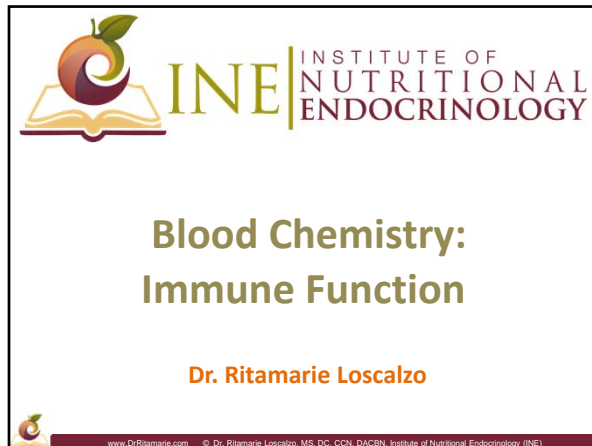 INE
INSTITUTE OF
NUTRITIONAL
ENDOCRINOLOGY
Blood Chemistry:
Immune Function
Dr. Ritamarie Loscalzo
www.DrRitamarie.com © Dr. Ritamarie Loscalzo, MS, DC, CCN, DACBN, Institute of Nutritional Endocrinology (INE)